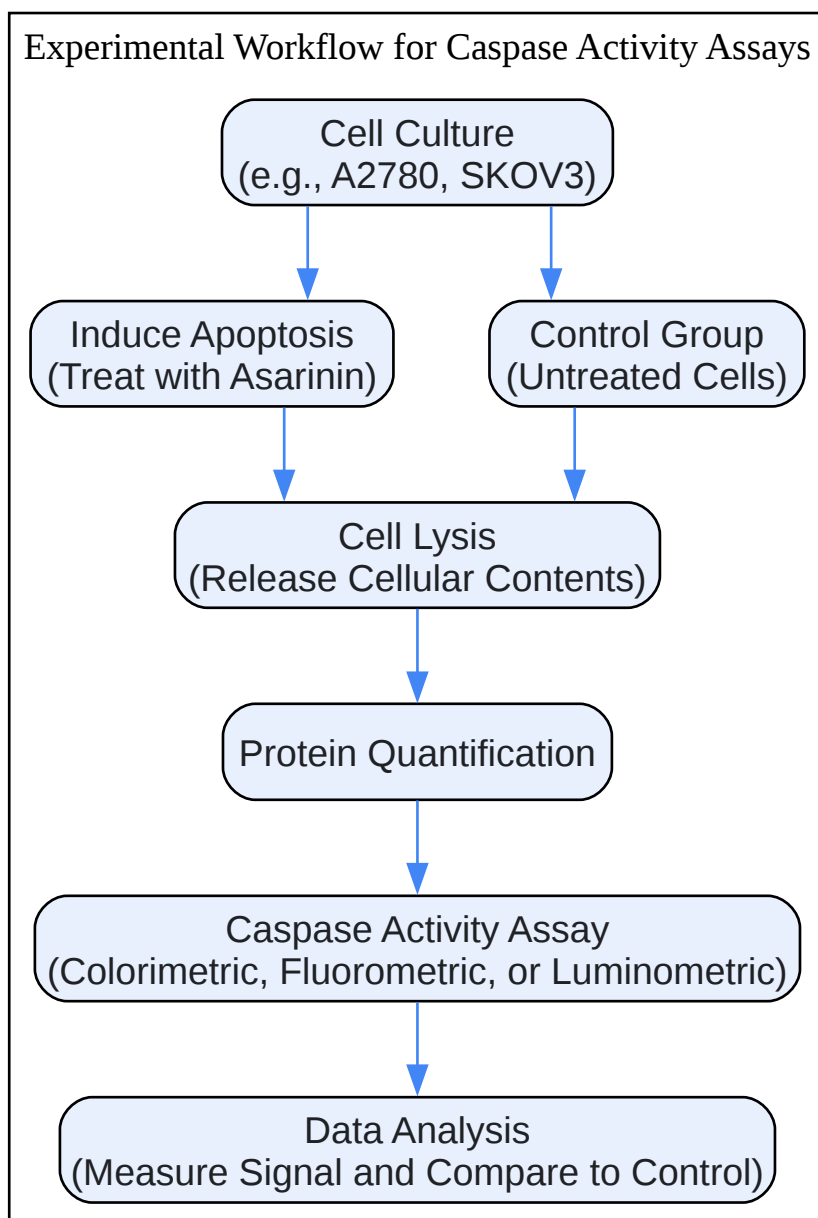 Experimental Workflow for Caspase Activity Assays
Cell Culture
(e.g., A2780, SKOV3)
Induce Apoptosis
(Treat with Asarinin)
Control Group
(Untreated Cells)
Cell Lysis
(Release Cellular Contents)
Protein Quantification
Caspase Activity Assay
(Colorimetric, Fluorometric, or Luminometric)
Data Analysis
(Measure Signal and Compare to Control)